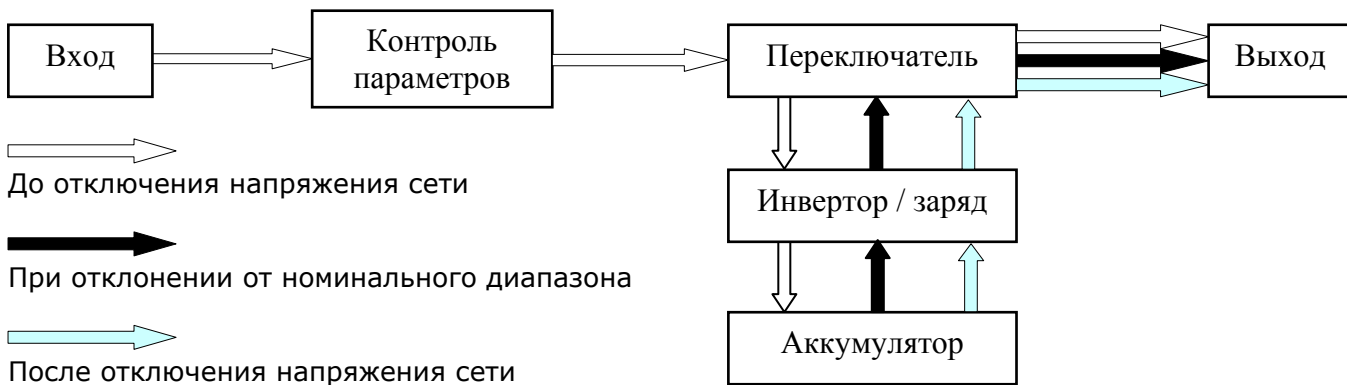 Вход
Контроль
параметров
Переключатель
Выход
До отключения напряжения сети
Инвертор / заряд
При отклонении от номинального диапазона
Аккумулятор
После отключения напряжения сети